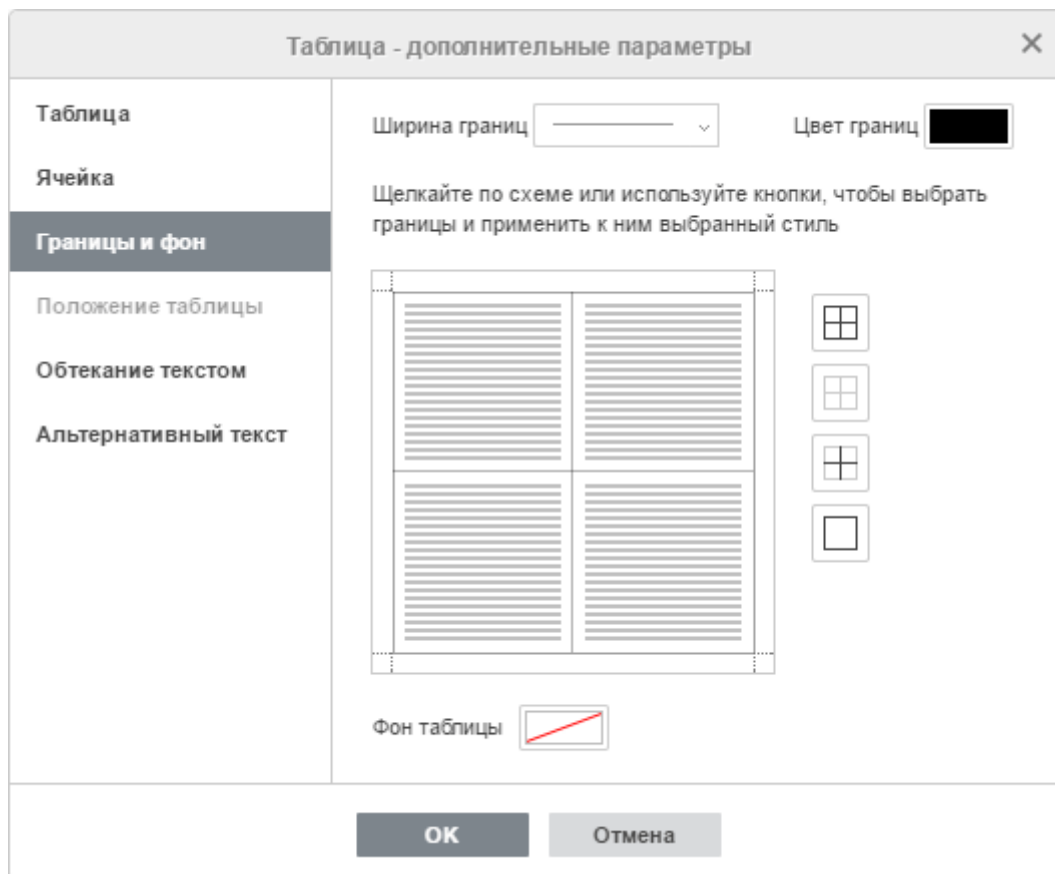 Таблица - дополнительные параметры
Таблица
Ячейка
Границы и фон
Положение таблицы
Обтекание текстом
Альтернативный текст
Ширина границ
Цвет границ
Щелкайте по схеме или используйте кнопки, чтобы выбрать
границы и применить к ним выбранный стиль
Фон таблицы
OK
Отмена